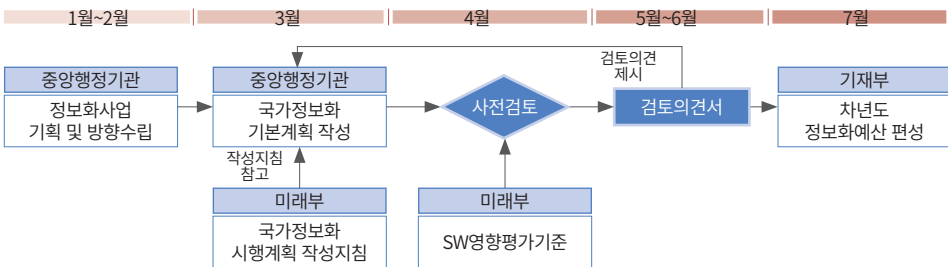 1월~2월
3월
4월
5월~6월
7월
검토의견
제시
중앙행정기관
정보화사업
기획 및 방향수립
중앙행정기관
국가정보화
기본계획 작성
사전검토
검토의견서
기재부
차년도
정보화예산 편성
작성지침
참고
미래부
국가정보화
시행계획 작성지침
미래부
SW영향평가기준